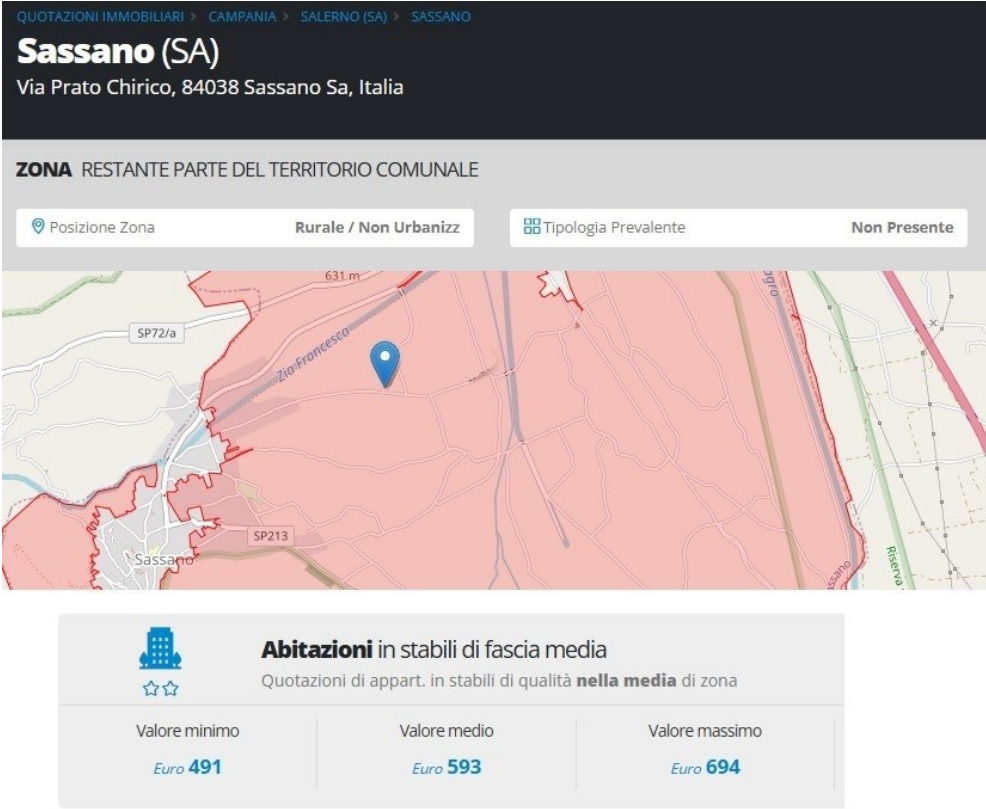 QUOTAZIONI IMMOBILIARI > CAMPANIA > SALERNO (SA) > SASSANO
Sassano (SA)
Via Prato Chirico, 84038 Sassano Sa, Italia
ZONA RESTANTE PARTE DEL TERRITORIO COMUNALE
Posizione Zona Rurale / Non Urbanizz
Tipologia Prevalente Non Presente
631 m
SP72/a
Zia Francesca
SP213
Sassano
Riserva
Abitazioni in stabili di fascia media
Quotazioni di appart. in stabili di qualità nella media di zona
Valore minimo Valore medio Valore massimo
Euro 491 Euro 593 Euro 694